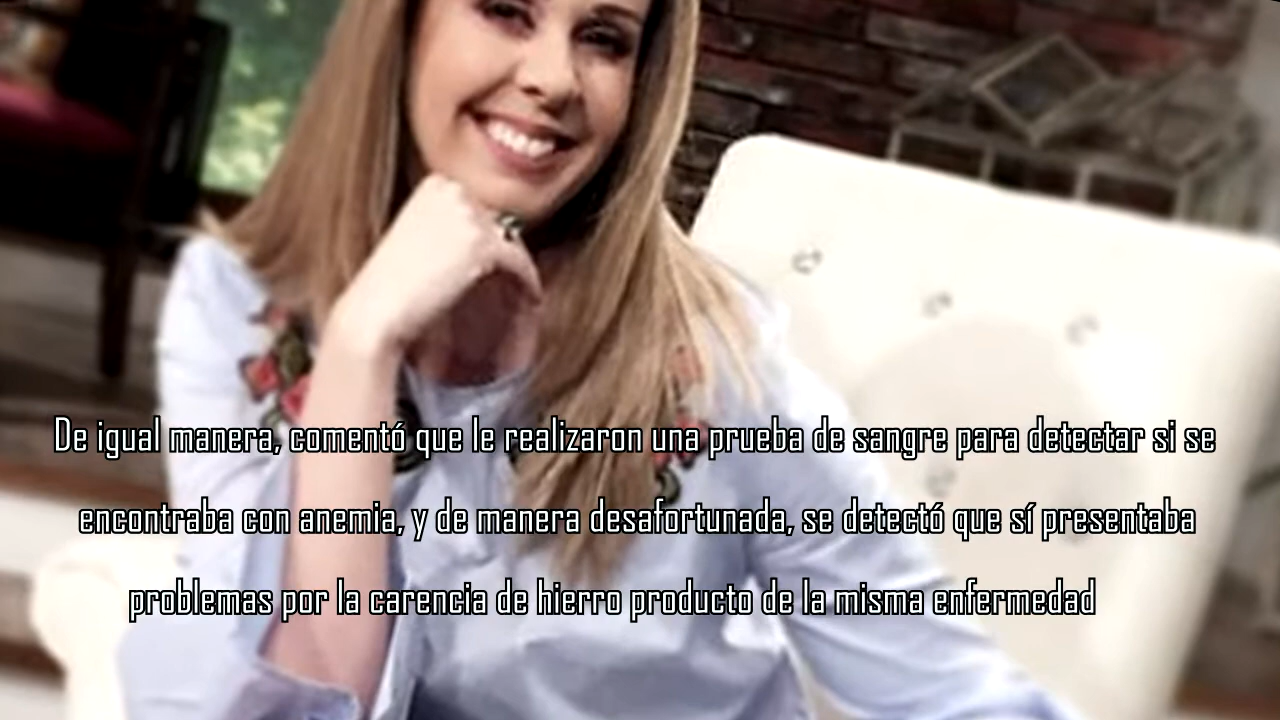 De igual manera, comentó que le realizaron una prueba de sangre para detectar si se
encontraba con anemia, y de manera desafortunada, se detectó que sí presentaba
problemas por la carencia de hierro producto de la misma enfermedad